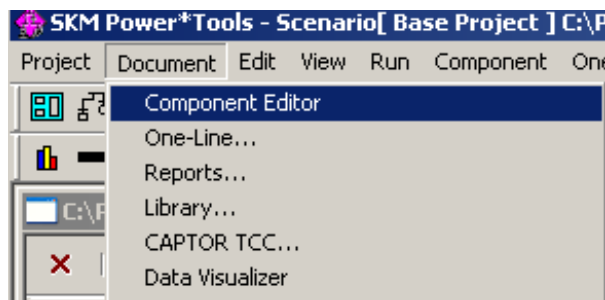 SKM Power*Tools - Scenario[ Base Project ] C:\P
Project Document Edit View Run Component One
Component Editor
One-Line...
Reports...
Library...
C:\P
CAPTOR TCC...
Data Visualizer